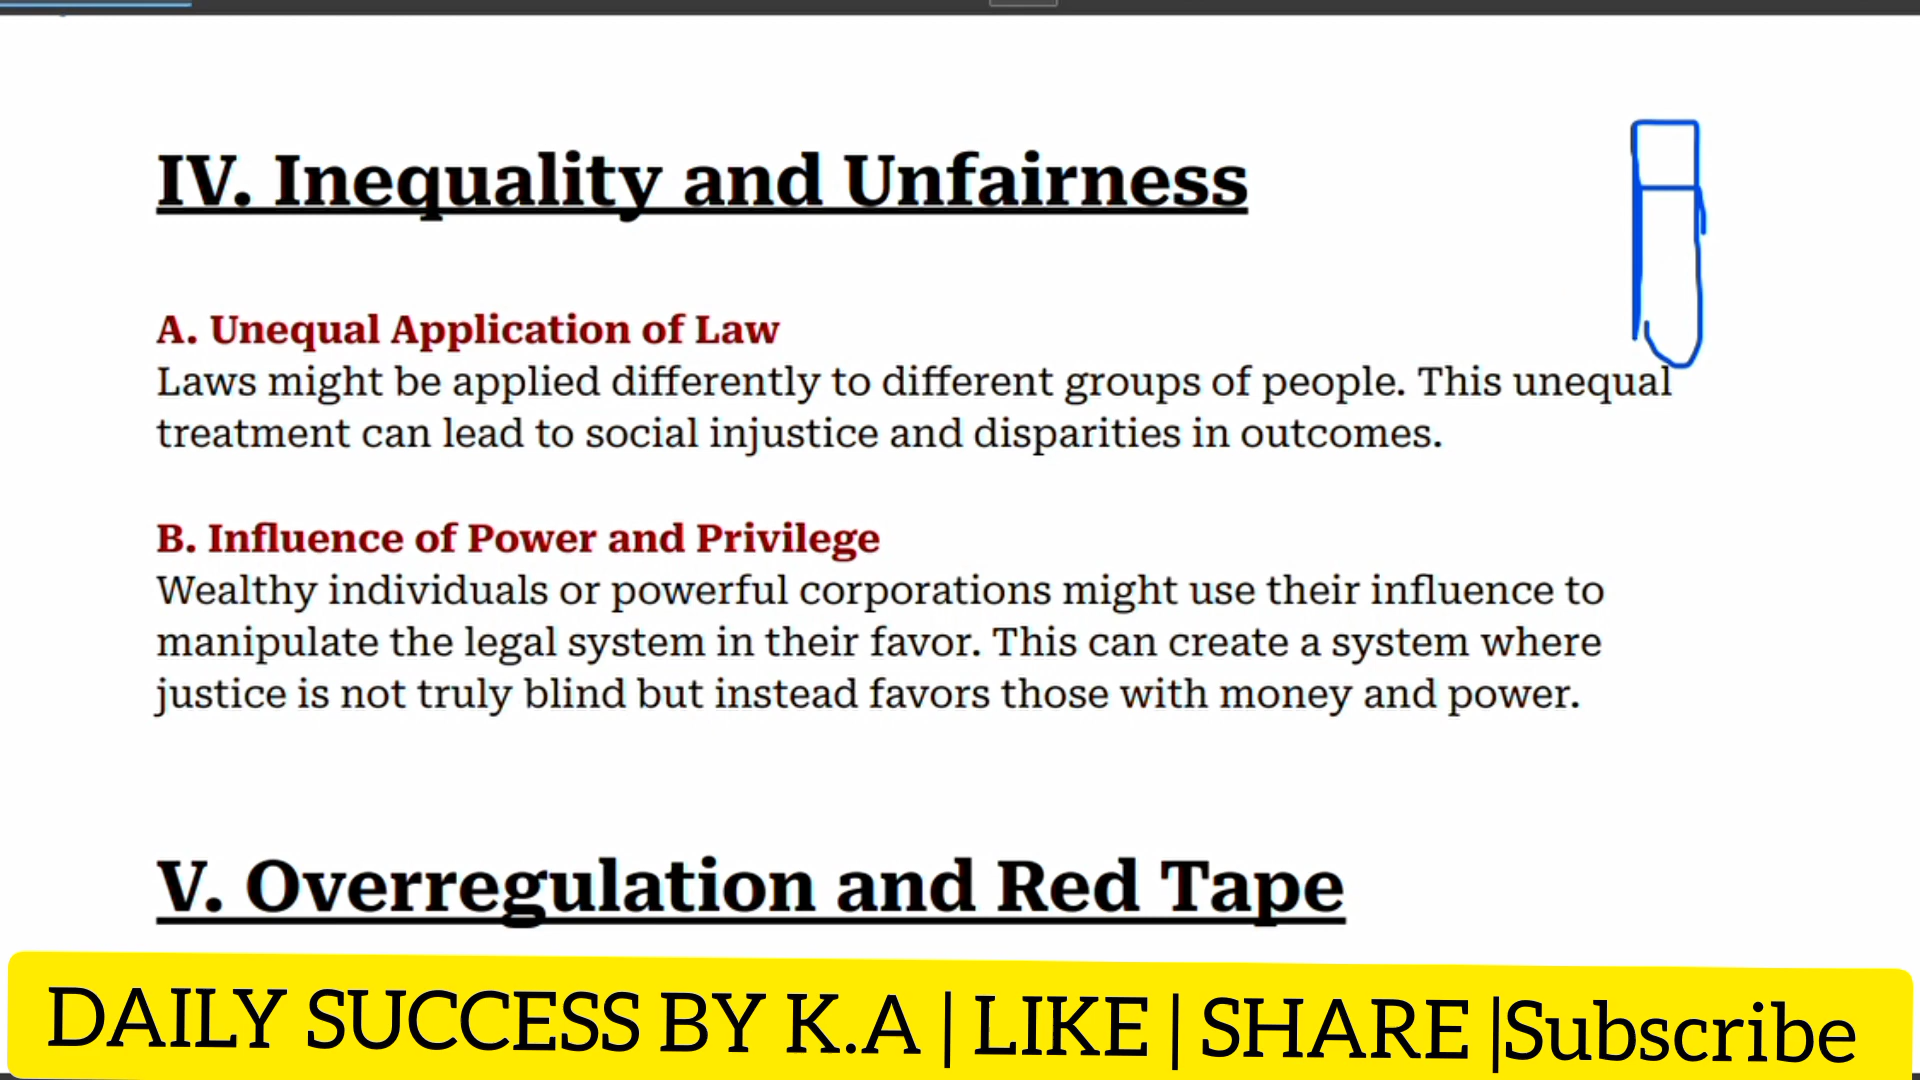 IV. Inequality and Unfairness
A. Unequal Application of Law
Laws might be applied differently to different groups of people. This unequal
treatment can lead to social injustice and disparities in outcomes.
B. Influence of Power and Privilege
Wealthy individuals or powerful corporations might use their influence to
manipulate the legal system in their favor. This can create a system where
justice is not truly blind but instead favors those with money and power.
V. Overregulation and Red Tape
DAILY SUCCESS BY K.A | LIKE | SHARE |Subscribe